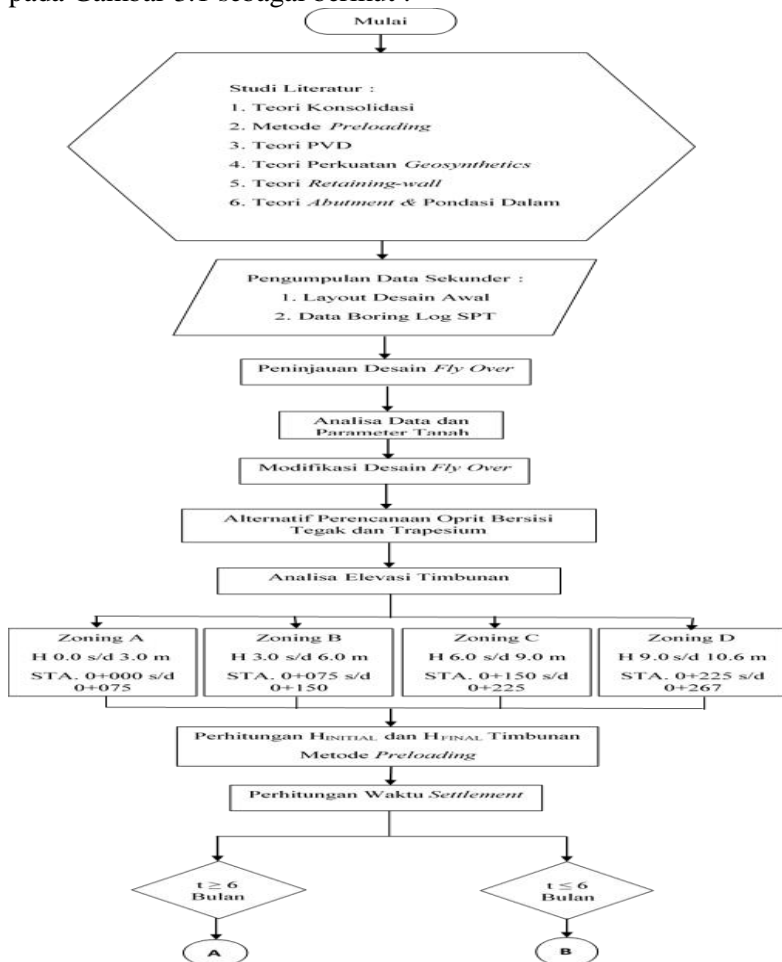 pada Gambar 3.1 sebagai berikut :
Mulai
Studi Literatur :
1. Teori Konsolidasi
2. Metode Preloading
3. Teori PVD
4. Teori Perkuatan Geosynthetics
5. Teori Retaining-wall
6. Teori Abutment & Pondasi Dalam
Pengumpulan Data Sekunder :
1. Layout Desain Awal
2. Data Boring Log SPT
Peninjauan Desain Fly Over
Analisa Data dan
Parameter Tanah
Modifikasi Desain Fly Over
Alternatif Perencanaan Oprit Bersisi
Tegak dan Trapesium
Analisa Elevasi Timbunan
Zoning A
H 0.0 s/d 3.0 m
STA. 0+000 s/d
0+075
Zoning B
H 3.0 s/d 6.0 m
STA. 0+075 s/d
0+150
Zoning C
H 6.0 s/d 9.0 m
STA. 0+150 s/d
0+225
Zoning D
H 9.0 s/d 10.6 m
STA. 0+225 s/d
0+267
Perhitungan HINITIAL dan HFINAL Timbunan
Metode Preloading
Perhitungan Waktu Settlement
t ≥ 6
Bulan
t ≤ 6
Bulan
A
B